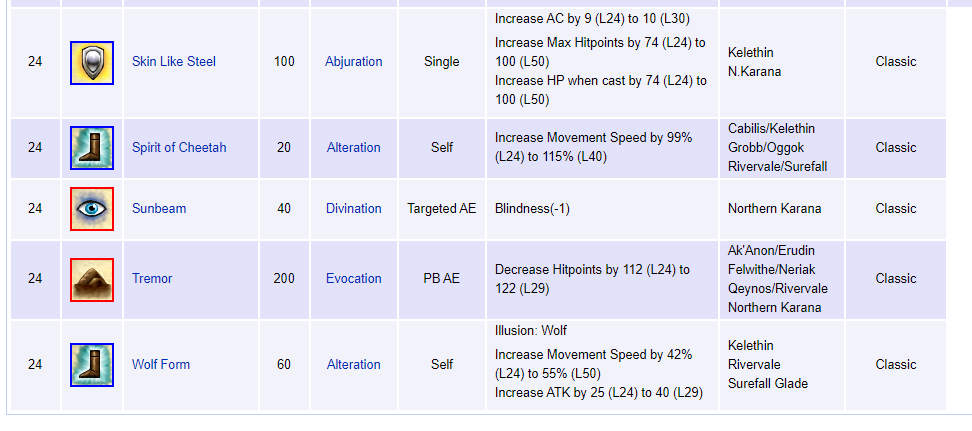 Increase AC by 9 (L24) to 10 (L30)
24 Skin Like Steel 100 Abjuration Single
Increase Max Hitpoints by 74 (L24) to
100 (L50)
Increase HP when cast by 74 (L24) to
100 (L50)
Kelethin
N.Karana
Classic
24 Spirit of Cheetah 20 Alteration Self
Increase Movement Speed by 99%
(L24) to 115% (L40)
Cabilis/Kelethin
Grobb/Oggok
Rivervale/Surefall
Classic
24 Sunbeam 40 Divination Targeted AE Blindness(-1) Northern Karana Classic
24 Tremor 200 Evocation PB AE
Decrease Hitpoints by 112 (L24) to
122 (L29)
Ak'Anon/Erudin
Felwithe/Neriak
Qeynos/Rivervale
Northern Karana
Classic
24 Wolf Form 60 Alteration Self
Illusion: Wolf
Increase Movement Speed by 42%
(L24) to 55% (L50)
Increase ATK by 25 (L24) to 40 (L29)
Kelethin
Rivervale
Surefall Glade
Classic